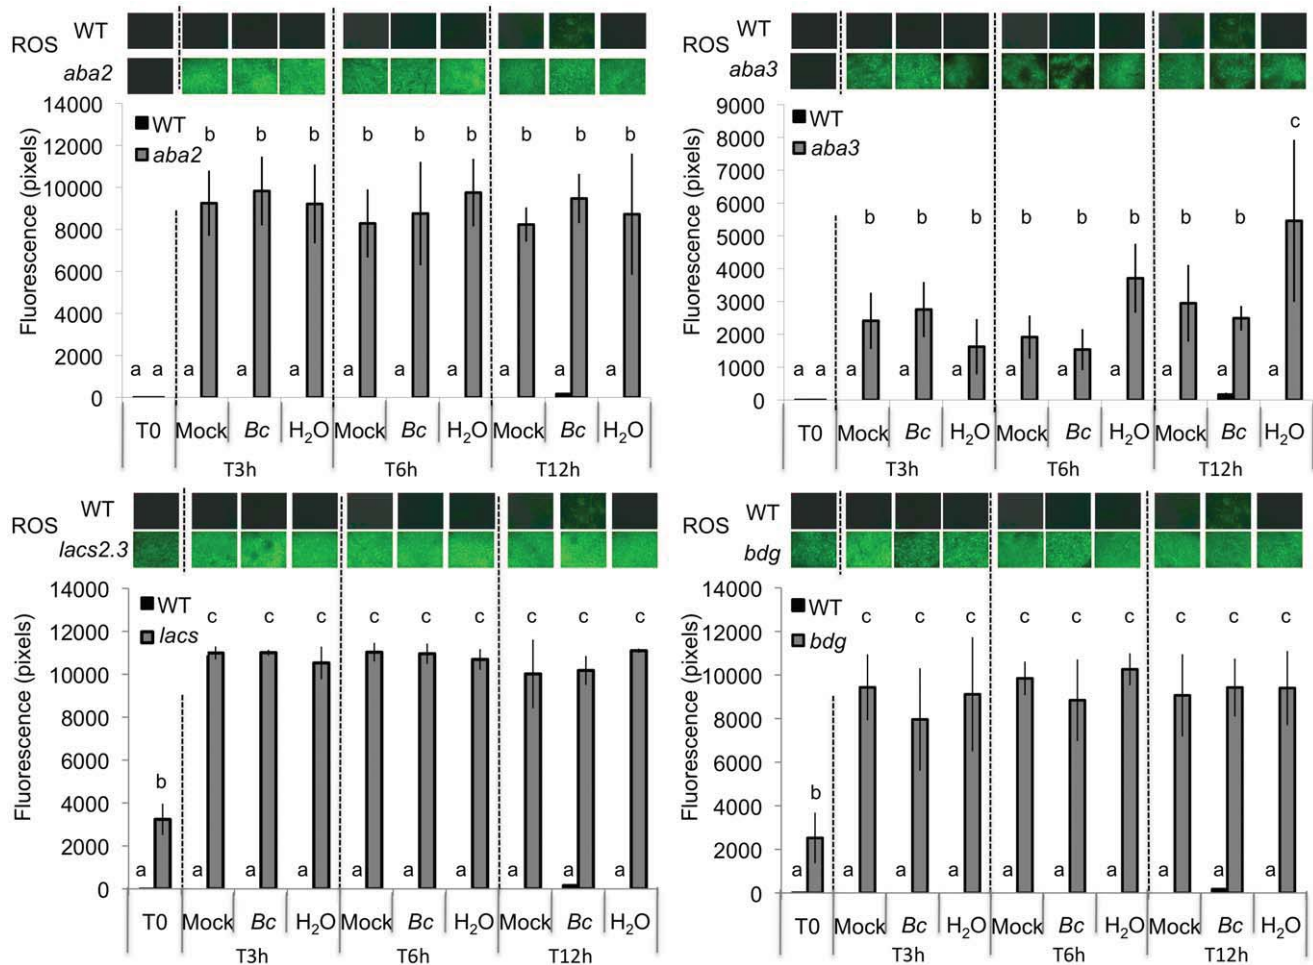 WT
ROS
aba2
14000
12000
10000
8000
6000
4000
2000
0
Fluorescence (pixels)
WT
aba2
b b b b b b b b b
a a a a a a a a a a a
T0 Mock Bc H₂O Mock Bc H₂O Mock Bc H₂O
T3h T6h T12h
WT
ROS
aba3
9000
8000
7000
6000
5000
4000
3000
2000
1000
0
Fluorescence (pixels)
WT
aba3
c
b b b b b b b b
a a a a a a a a a a a
T0 Mock Bc H₂O Mock Bc H₂O Mock Bc H₂O
T3h T6h T12h
WT
ROS
lacs2.3
14000
12000
10000
8000
6000
4000
2000
0
Fluorescence (pixels)
WT
lacs
c c c c c c c c c
b
a a a a a a a a a a
T0 Mock Bc H₂O Mock Bc H₂O Mock Bc H₂O
T3h T6h T12h
WT
ROS
bdg
14000
12000
10000
8000
6000
4000
2000
0
Fluorescence (pixels)
WT
bdg
c c c c c c c c c
b
a a a a a a a a a a
T0 Mock Bc H₂O Mock Bc H₂O Mock Bc H₂O
T3h T6h T12h